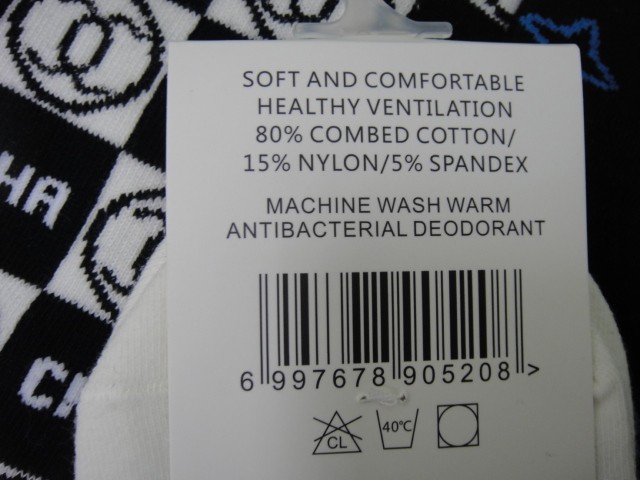 SOFT AND COMFORTABLE
HEALTHY VENTILATION
80% COMBED COTTON/
15% NYLON/5% SPANDEX
MACHINE WASH WARM
ANTIBACTERIAL DEODORANT
6 997678 905208 >
CL 40℃
HA